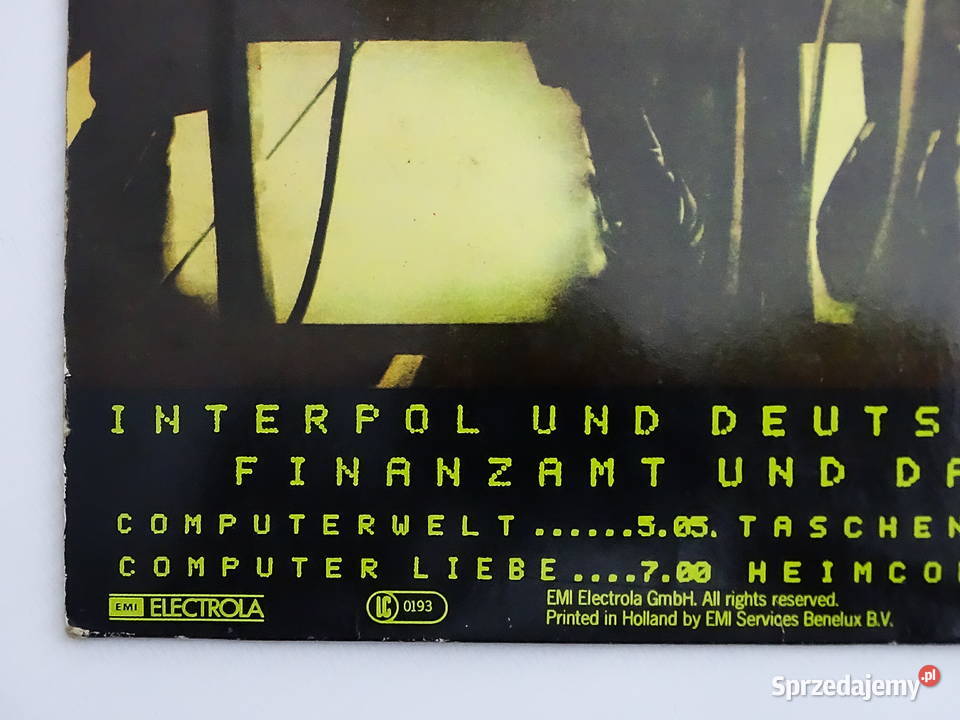 INTERPOL UND DEUTS
FINANZAMT UND DA
COMPUTERWELT......5.05. TASCHEN
COMPUTER LIEBE....7.00 HEIMCO
EMI ELECTROLA
LC 0193
EMI Electrola GmbH. All rights reserved.
Printed in Holland by EMI Services Benelux B.V.
Sprzedajemy.pl